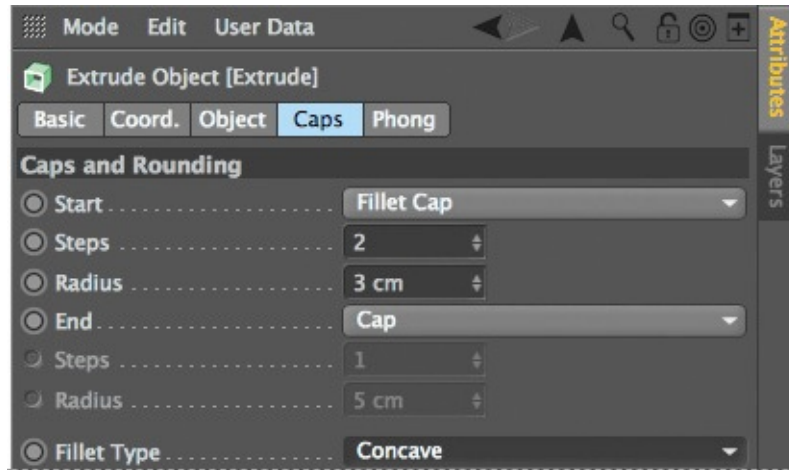 Mode Edit User Data
Attributes
Layers
Extrude Object [Extrude]
Basic Coord. Object Caps Phong
Caps and Rounding
Start Fillet Cap
Steps 2
Radius 3 cm
End Cap
Steps 1
Radius 5 cm
Fillet Type Concave